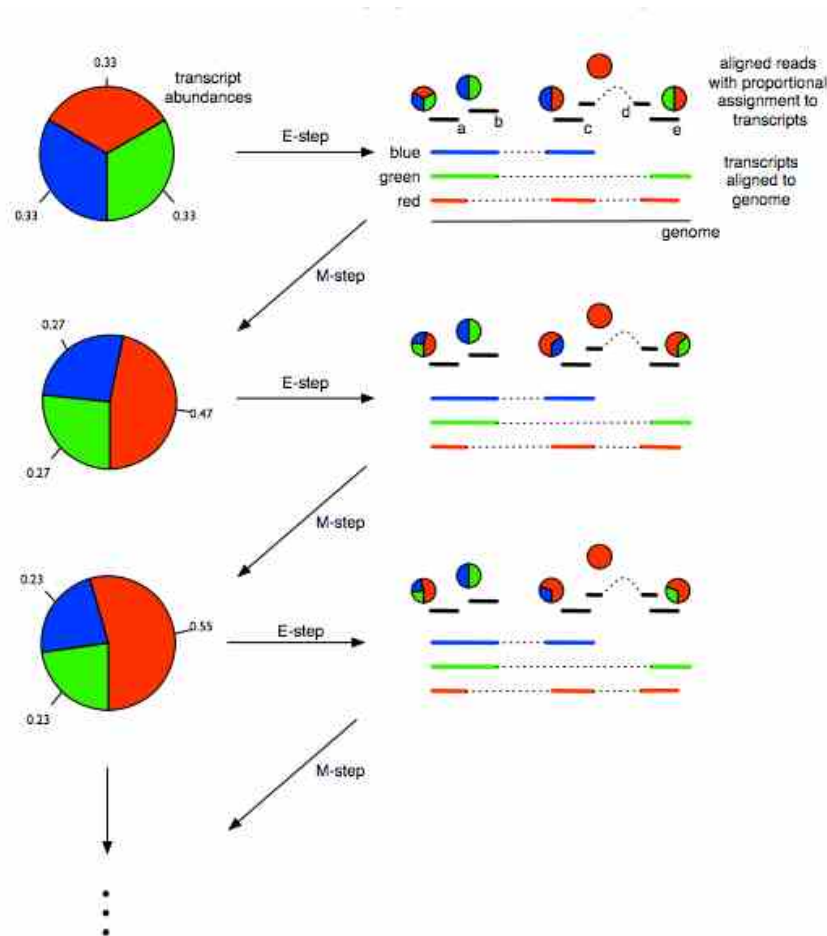 0.33
transcript
abundances
0.33
0.33
E-step
aligned reads
with proportional
assignment to
transcripts
a
b
c
d
e
blue
green
red
transcripts
aligned to
genome
genome
M-step
0.27
0.47
0.27
E-step
M-step
0.23
0.55
0.23
E-step
M-step